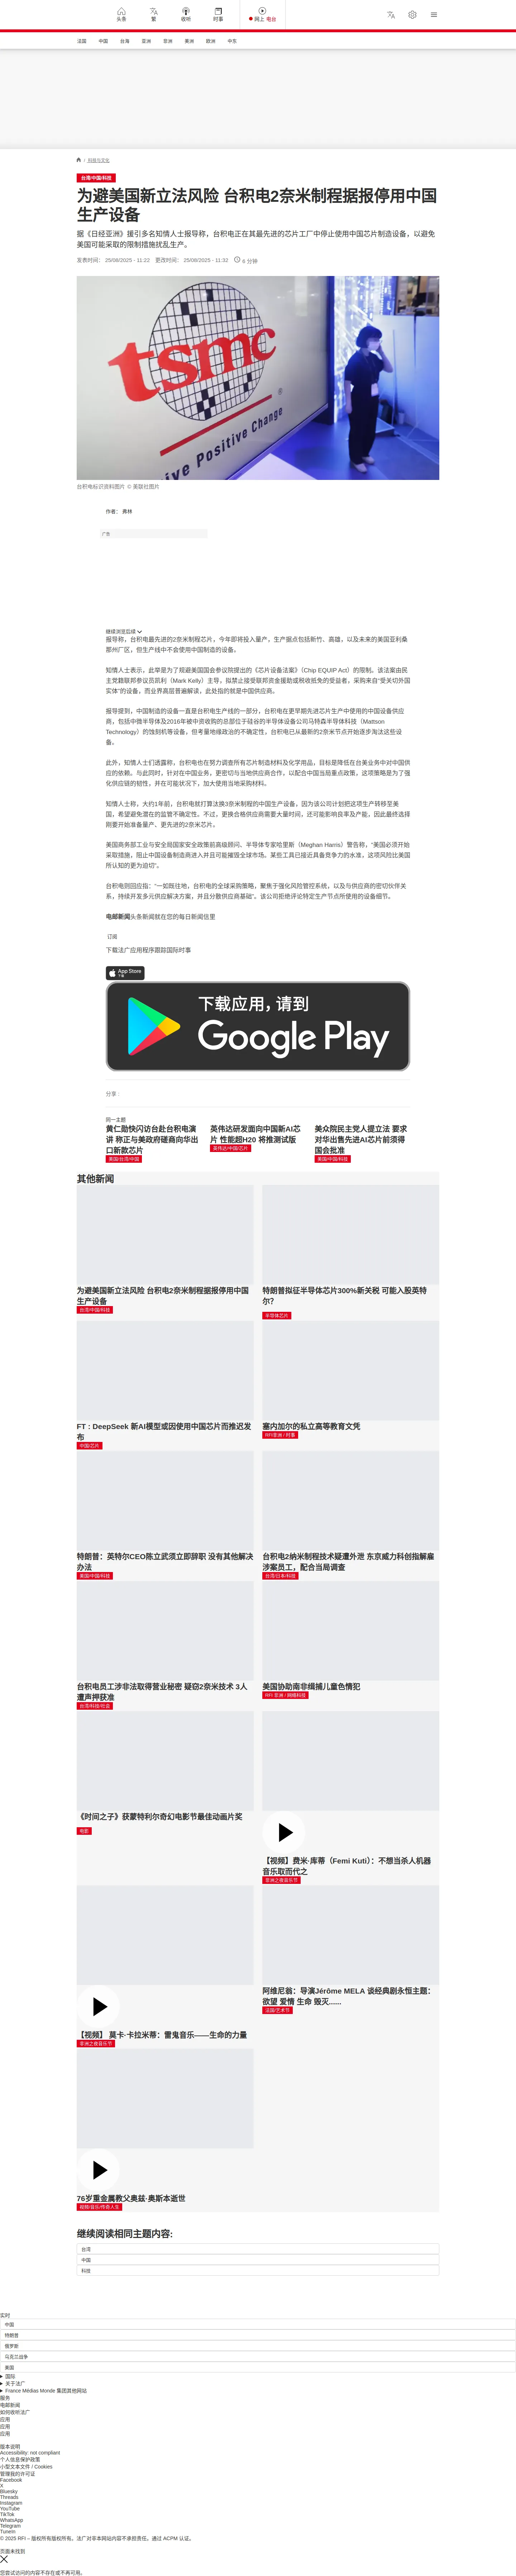 头条
繁
收听
时事
网上 电台
法国
中国
台海
亚洲
非洲
美洲
欧洲
中东
/ 科技与文化
台湾/中国/科技
为避美国新立法风险 台积电2奈米制程据报停用中国生产设备
据《日经亚洲》援引多名知情人士报导称，台积电正在其最先进的芯片工厂中停止使用中国芯片制造设备，以避免美国可能采取的限制措施扰乱生产。
发表时间： 25/08/2025 - 11:22 更改时间： 25/08/2025 - 11:32 6 分钟
tsmc
tive Positive Change
台积电标识资料图片 © 美联社图片
作者： 弗林
广告
继续浏览后续
报导称，台积电最先进的2奈米制程芯片，今年即将投入量产，生产据点包括新竹、高雄，以及未来的美国亚利桑那州厂区，但生产线中不会使用中国制造的设备。
知情人士表示，此举是为了规避美国国会参议院提出的《芯片设备法案》（Chip EQUIP Act）的限制。该法案由民主党籍联邦参议员凯利（Mark Kelly）主导，拟禁止接受联邦资金援助或税收抵免的受益者，采购来自“受关切外国实体”的设备，而业界高层普遍解读，此处指的就是中国供应商。
报导提到，中国制造的设备一直是台积电生产线的一部分，台积电在更早期先进芯片生产中使用的中国设备供应商，包括中微半导体及2016年被中资收购的总部位于硅谷的半导体设备公司马特森半导体科技（Mattson Technology）的蚀刻机等设备，但考量地缘政治的不确定性，台积电已从最新的2奈米节点开始逐步淘汰这些设备。
此外，知情人士们透露称，台积电也在努力调查所有芯片制造材料及化学用品，目标是降低在台美业务中对中国供应的依赖。与此同时，针对在中国业务，更密切与当地供应商合作，以配合中国当局重点政策，这项策略是为了强化供应链的韧性，并在可能状况下，加大使用当地采购材料。
知情人士称，大约1年前，台积电就打算汰换3奈米制程的中国生产设备，因为该公司计划把这项生产转移至美国，希望避免潜在的监管不确定性。不过，更换合格供应商需要大量时间，还可能影响良率及产能，因此最终选择刚要开始准备量产、更先进的2奈米芯片。
美国商务部工业与安全局国家安全政策前高级顾问、半导体专家哈里斯（Meghan Harris）警告称，“美国必须开始采取措施，阻止中国设备制造商进入并且可能摧毁全球市场。某些工具已接近具备竞争力的水准，这项风险比美国所认知的更为迫切”。
台积电则回应指：“一如既往地，台积电的全球采购策略，聚焦于强化风险管控系统，以及与供应商的密切伙伴关系，持续开发多元供应解决方案，并且分散供应商基础”。该公司拒绝评论特定生产节点所使用的设备细节。
电邮新闻头条新闻就在您的每日新闻信里
订阅
下载法广应用程序跟踪国际时事
App Store
下载
下载应用，请到
Google Play
分享 :
同一主题
黄仁勋快闪访台赴台积电演讲 称正与美政府磋商向华出口新款芯片
美国/台湾/中国
英伟达研发面向中国新AI芯片 性能超H20 将推测试版
英伟达/中国/芯片
美众院民主党人提立法 要求对华出售先进AI芯片前须得国会批准
美国/中国/科技
其他新闻
为避美国新立法风险 台积电2奈米制程据报停用中国生产设备
台湾/中国/科技
特朗普拟征半导体芯片300%新关税 可能入股英特尔？
半导体芯片
FT : DeepSeek 新AI模型或因使用中国芯片而推迟发布
中国/芯片
塞内加尔的私立高等教育文凭
RFI非洲 / 时事
特朗普：英特尔CEO陈立武须立即辞职 没有其他解决办法
美国/中国/科技
台积电2纳米制程技术疑遭外泄 东京威力科创指解雇涉案员工，配合当局调查
台湾/日本/科技
台积电员工涉非法取得营业秘密 疑窃2奈米技术 3人遭声押获准
台湾/科技/社会
美国协助南非缉捕儿童色情犯
RFI 非洲 / 网络科技
《时间之子》获蒙特利尔奇幻电影节最佳动画片奖
电影
【视频】费米·库蒂（Femi Kuti）：不想当杀人机器 音乐取而代之
非洲之夜音乐节
【视频】 莫卡·卡拉米蒂：雷鬼音乐——生命的力量
非洲之夜音乐节
阿维尼翁：导演Jérôme MELA 谈经典剧永恒主题：欲望 爱情 生命 毁灭......
法国/艺术节
76岁重金属教父奥兹·奥斯本逝世
视频/音乐/传奇人生
继续阅读相同主题内容:
台湾
中国
科技
实时
中国
特朗普
俄罗斯
乌克兰战争
美国
国际
关于法广
France Médias Monde 集团其他网站
服务
电邮新闻
如何收听法广
应用
应用
应用
版本说明
Accessibility: not compliant
个人信息保护政策
小型文本文件 / Cookies
管理我的许可证
Facebook
X
Bluesky
Threads
Instagram
YouTube
TikTok
WhatsApp
Telegram
TuneIn
© 2025 RFI – 版权所有版权所有。法广对非本网站内容不承担责任。通过 ACPM 认证。
页面未找到
您尝试访问的内容不存在或不再可用。